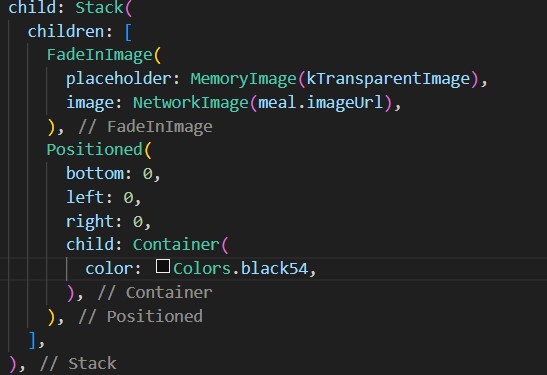 child: Stack(
children: [
FadeInImage(
placeholder: MemoryImage(kTransparentImage),
image: NetworkImage(meal.imageUrl),
), // FadeInImage
Positioned(
bottom: 0,
left: 0,
right: 0,
child: Container(
color: Colors.black54,
), // Container
), // Positioned
],
), // Stack